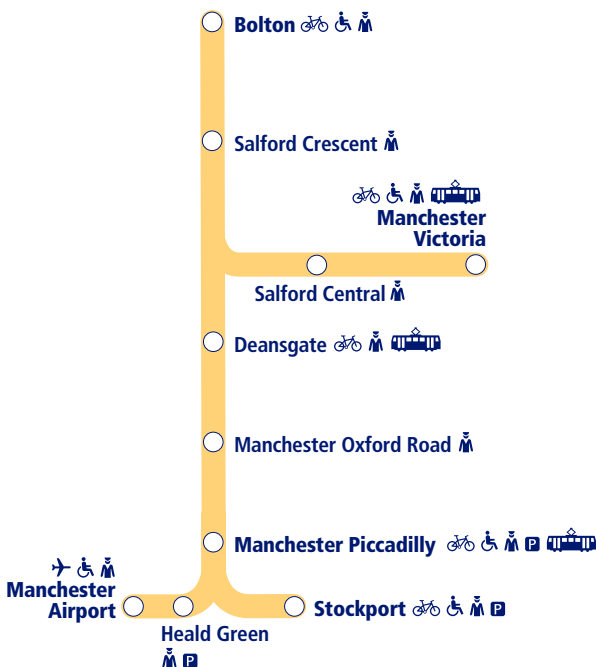 Bolton
Salford Crescent
Manchester
Victoria
Salford Central
Deansgate
Manchester Oxford Road
Manchester Piccadilly P
Manchester
Airport
Stockport P
Heald Green
P